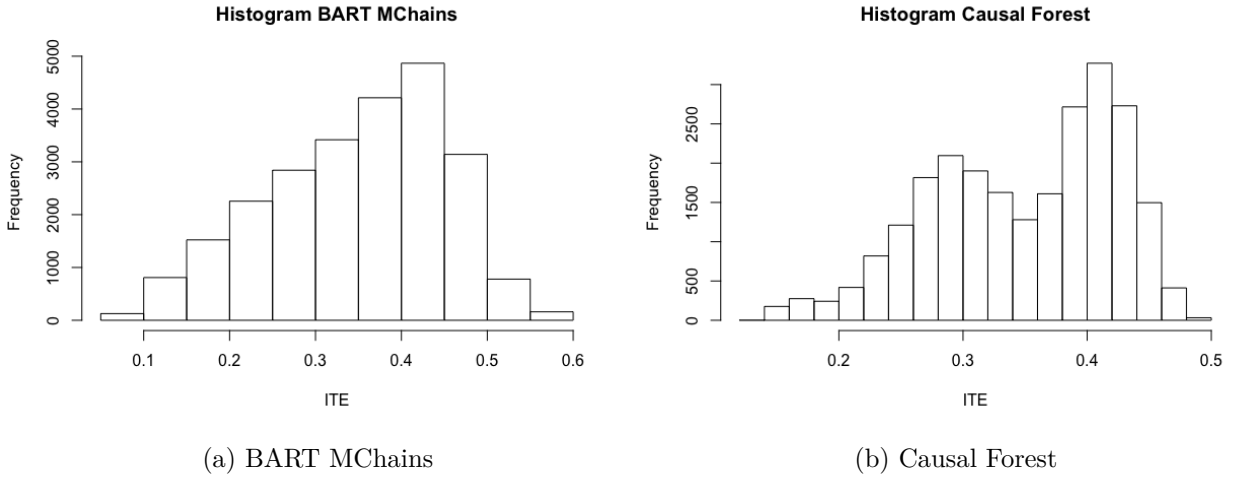 Histogram BART MChains
Frequency
5000
4000
3000
2000
1000
0
0.1 0.2 0.3 0.4 0.5 0.6
ITE
(a) BART MChains
Histogram Causal Forest
Frequency
2500
1500
500
0
0.2 0.3 0.4 0.5
ITE
(b) Causal Forest